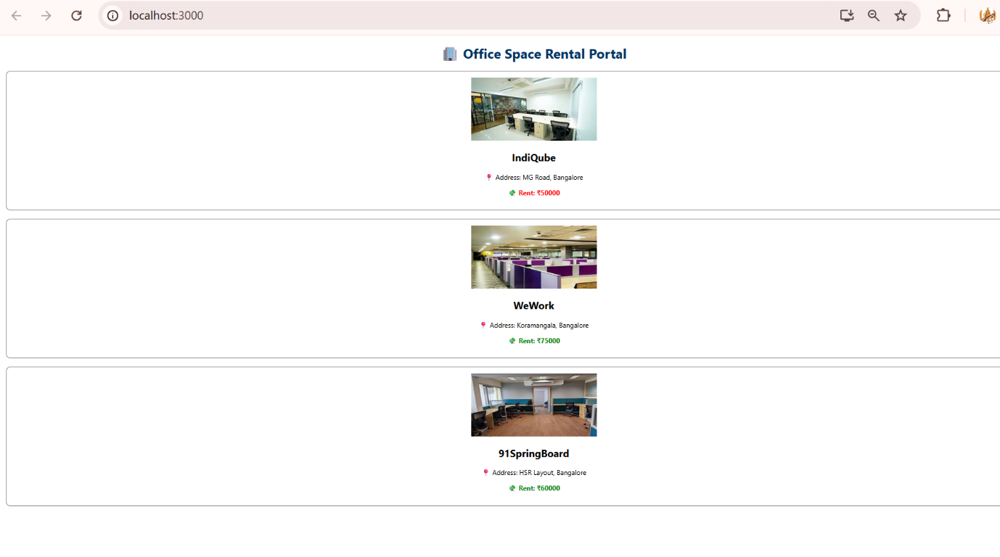 localhost:3000
🏢 Office Space Rental Portal
IndiQube
📍 Address: MG Road, Bangalore
💸 Rent: ₹50000
WeWork
📍 Address: Koramangala, Bangalore
💸 Rent: ₹75000
91SpringBoard
📍 Address: HSR Layout, Bangalore
💸 Rent: ₹60000